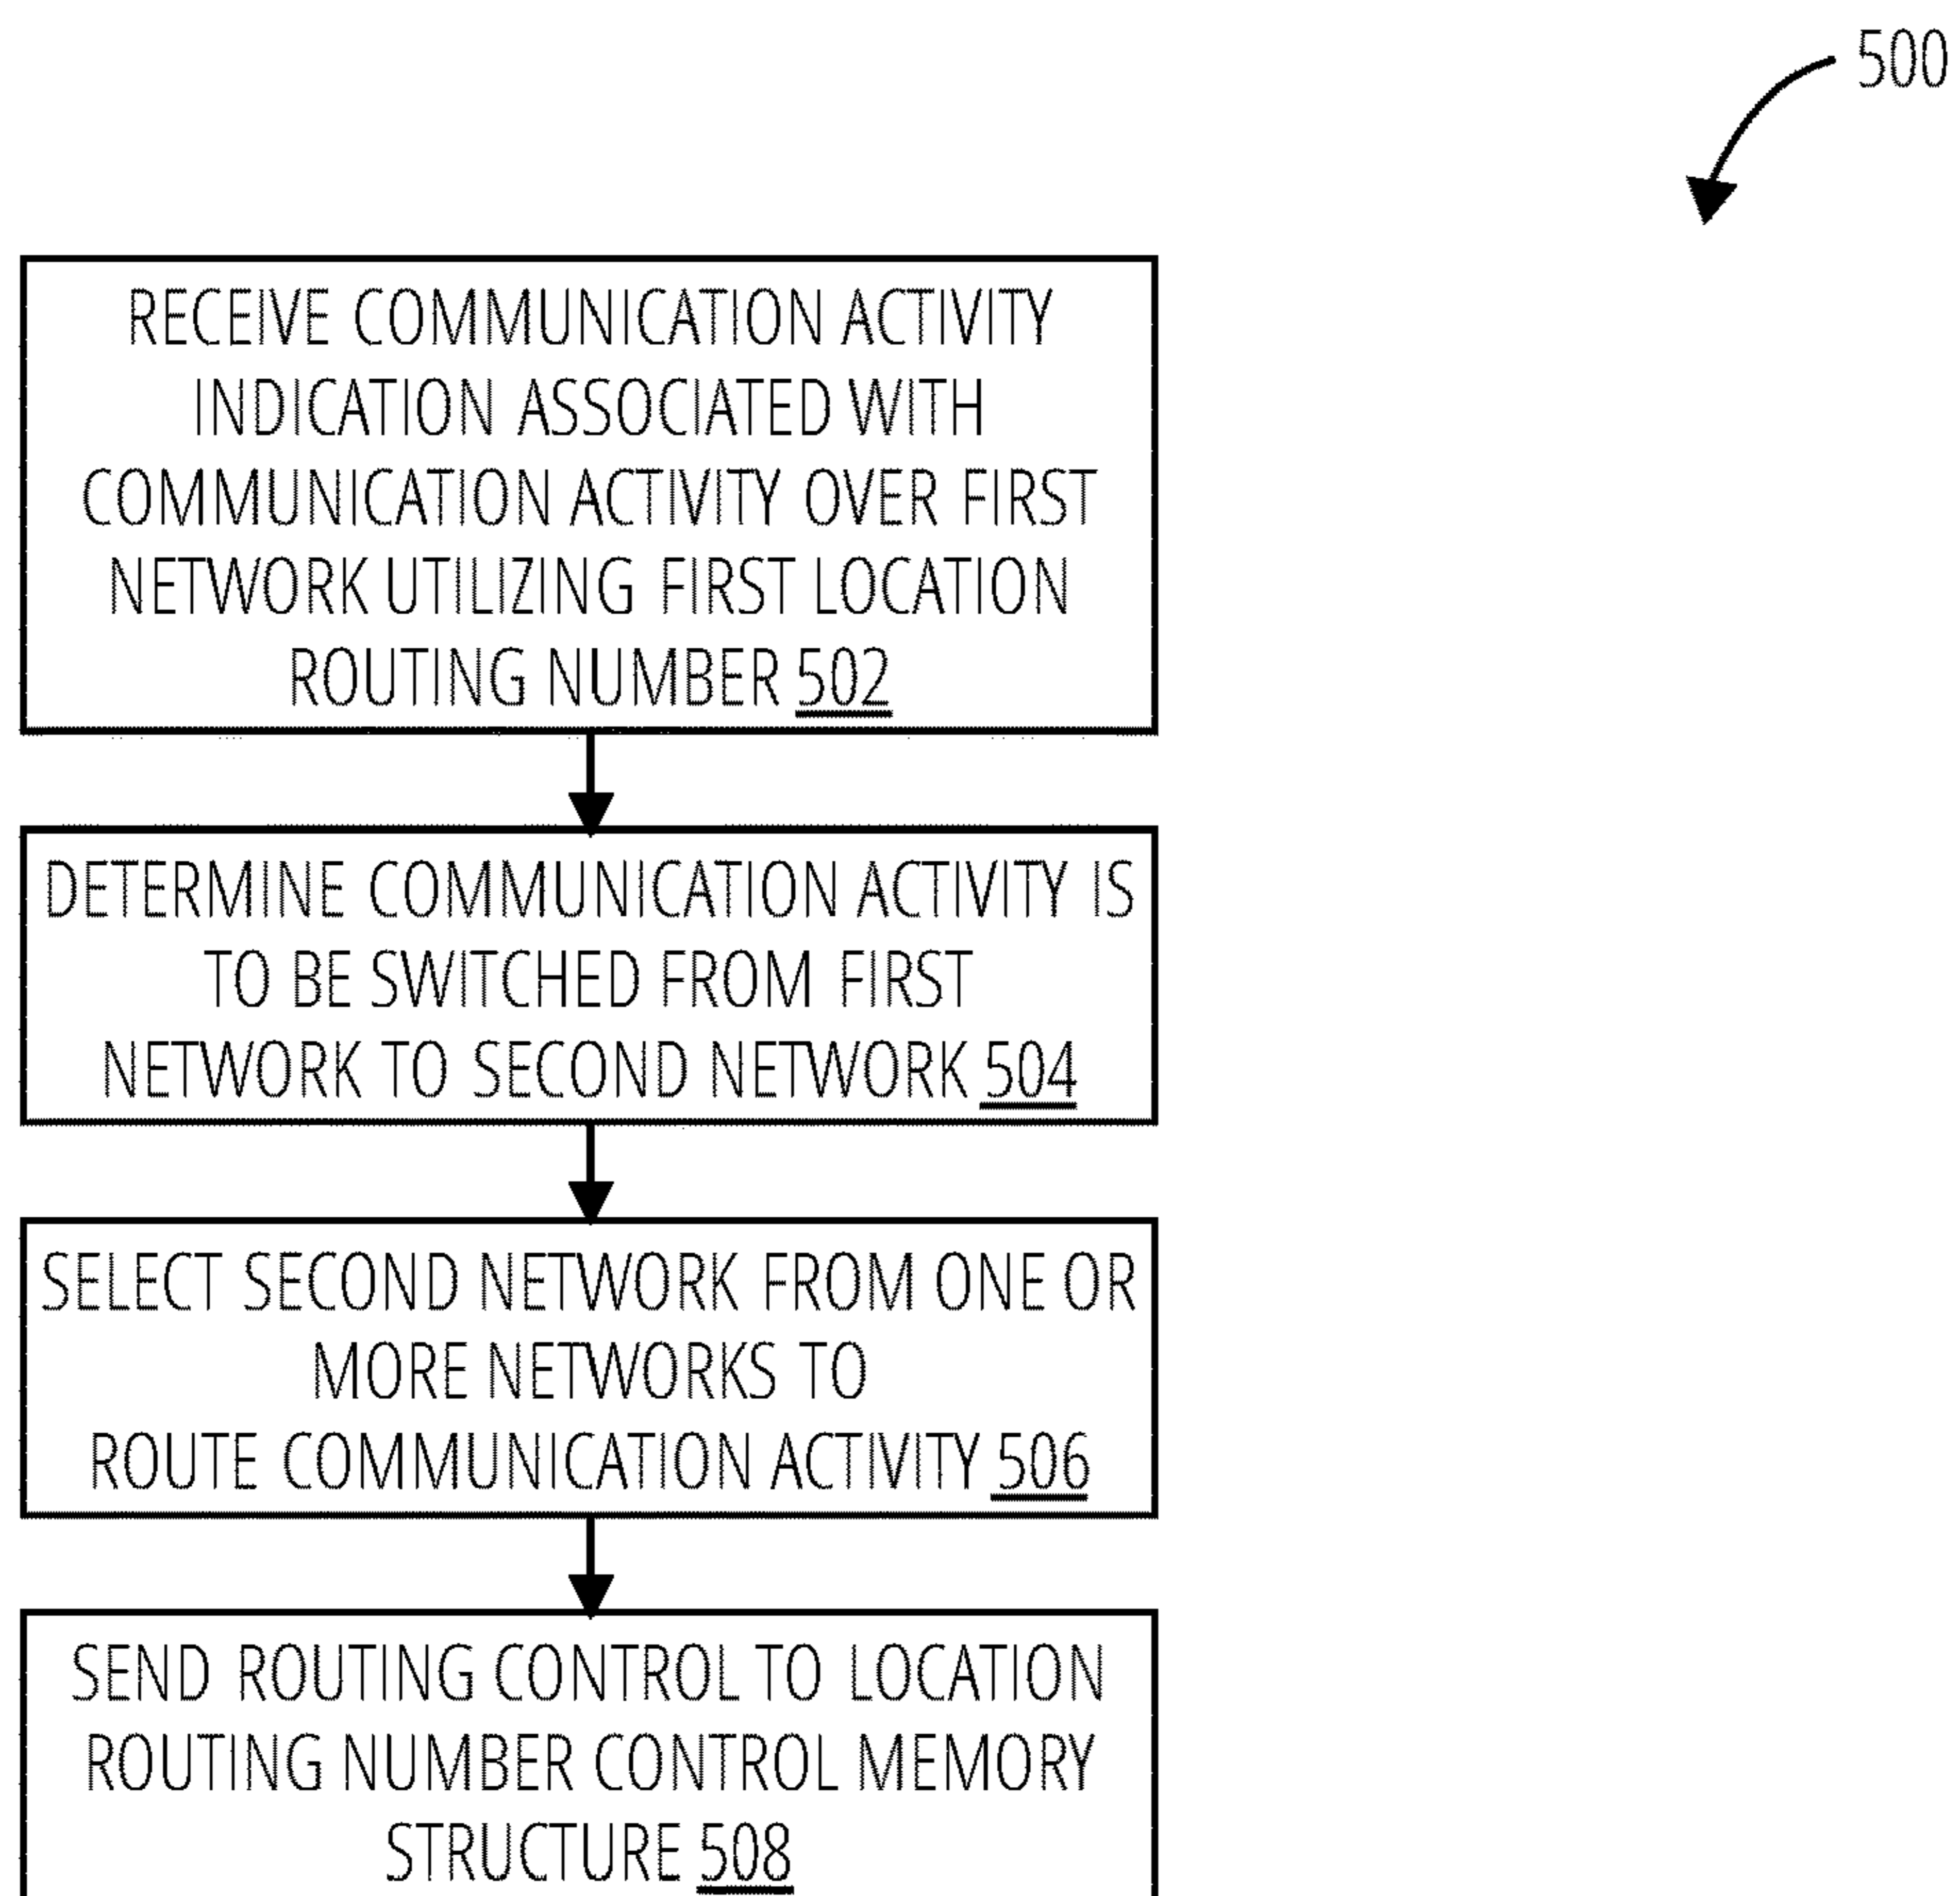 500
RECEIVE COMMUNICATION ACTIVITY
INDICATION ASSOCIATED WITH
COMMUNICATION ACTIVITY OVER FIRST
NETWORK UTILIZING FIRST LOCATION
ROUTING NUMBER 502
DETERMINE COMMUNICATION ACTIVITY IS
TO BE SWITCHED FROM FIRST
NETWORK TO SECOND NETWORK 504
SELECT SECOND NETWORK FROM ONE OR
MORE NETWORKS TO
ROUTE COMMUNICATION ACTIVITY 506
SEND ROUTING CONTROL TO LOCATION
ROUTING NUMBER CONTROL MEMORY
STRUCTURE 508